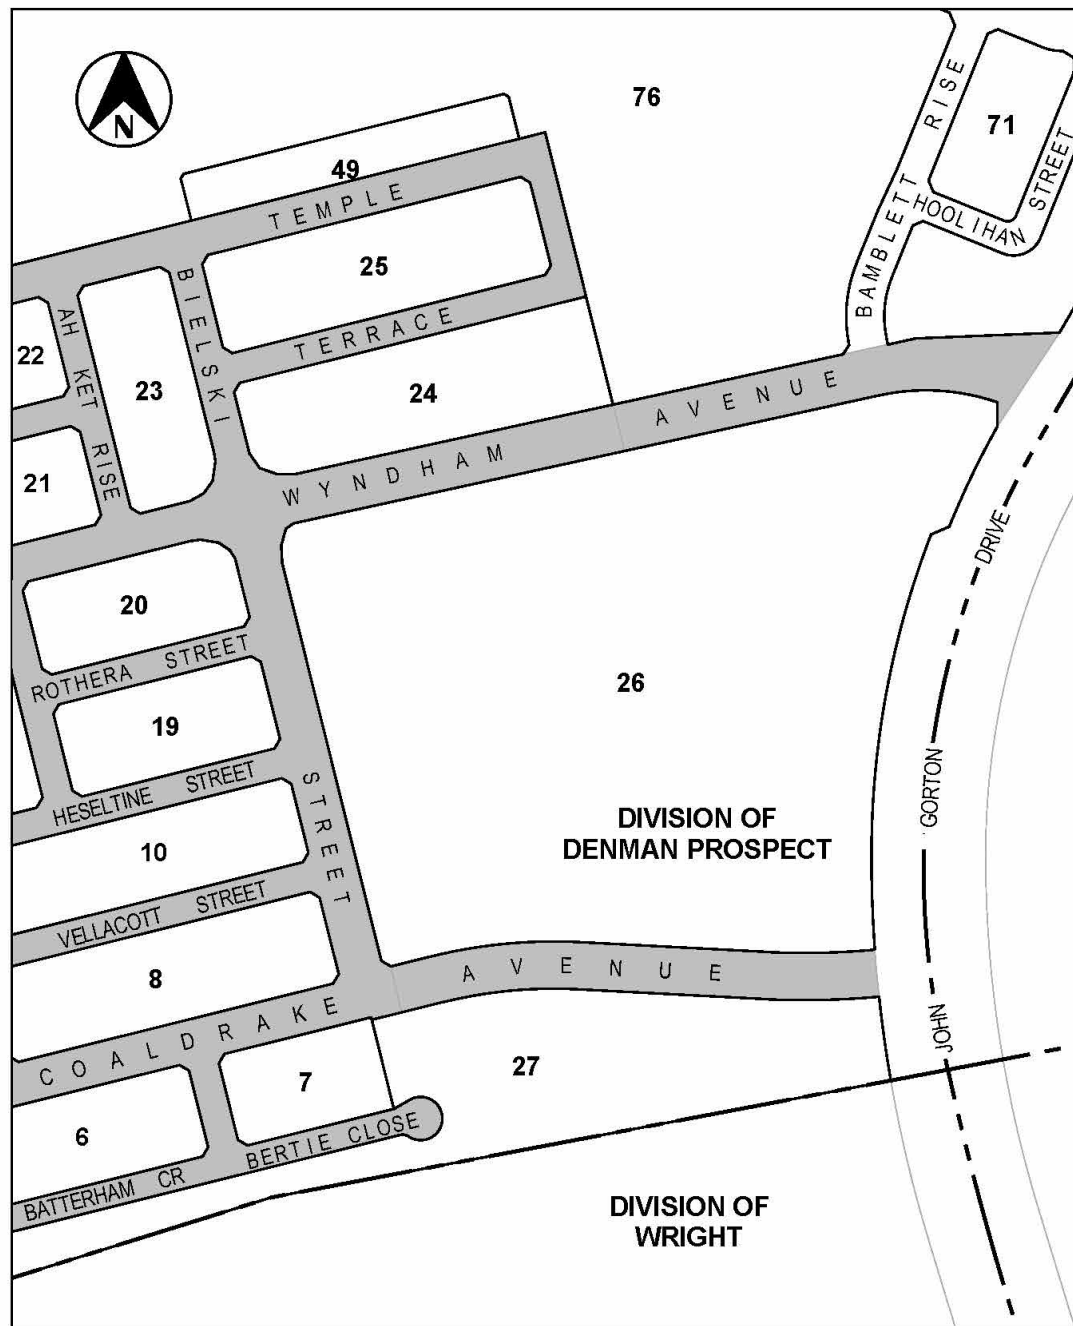 N
76
71
BAMBLETT RISE
HOOLIHAN STREET
49
TEMPLE
25
TERRACE
BIELSKI STREET
AH KET RISE
22
23
24
21
WYNDHAM AVENUE
20
ROTHERA STREET
19
HESELTINE STREET
10
VELLACOTT STREET
8
26
DIVISION OF
DENMAN PROSPECT
JOHN GORTON DRIVE
COALDRAKE AVENUE
7
27
6
BERTIE CLOSE
BATTERHAM CR
DIVISION OF
WRIGHT